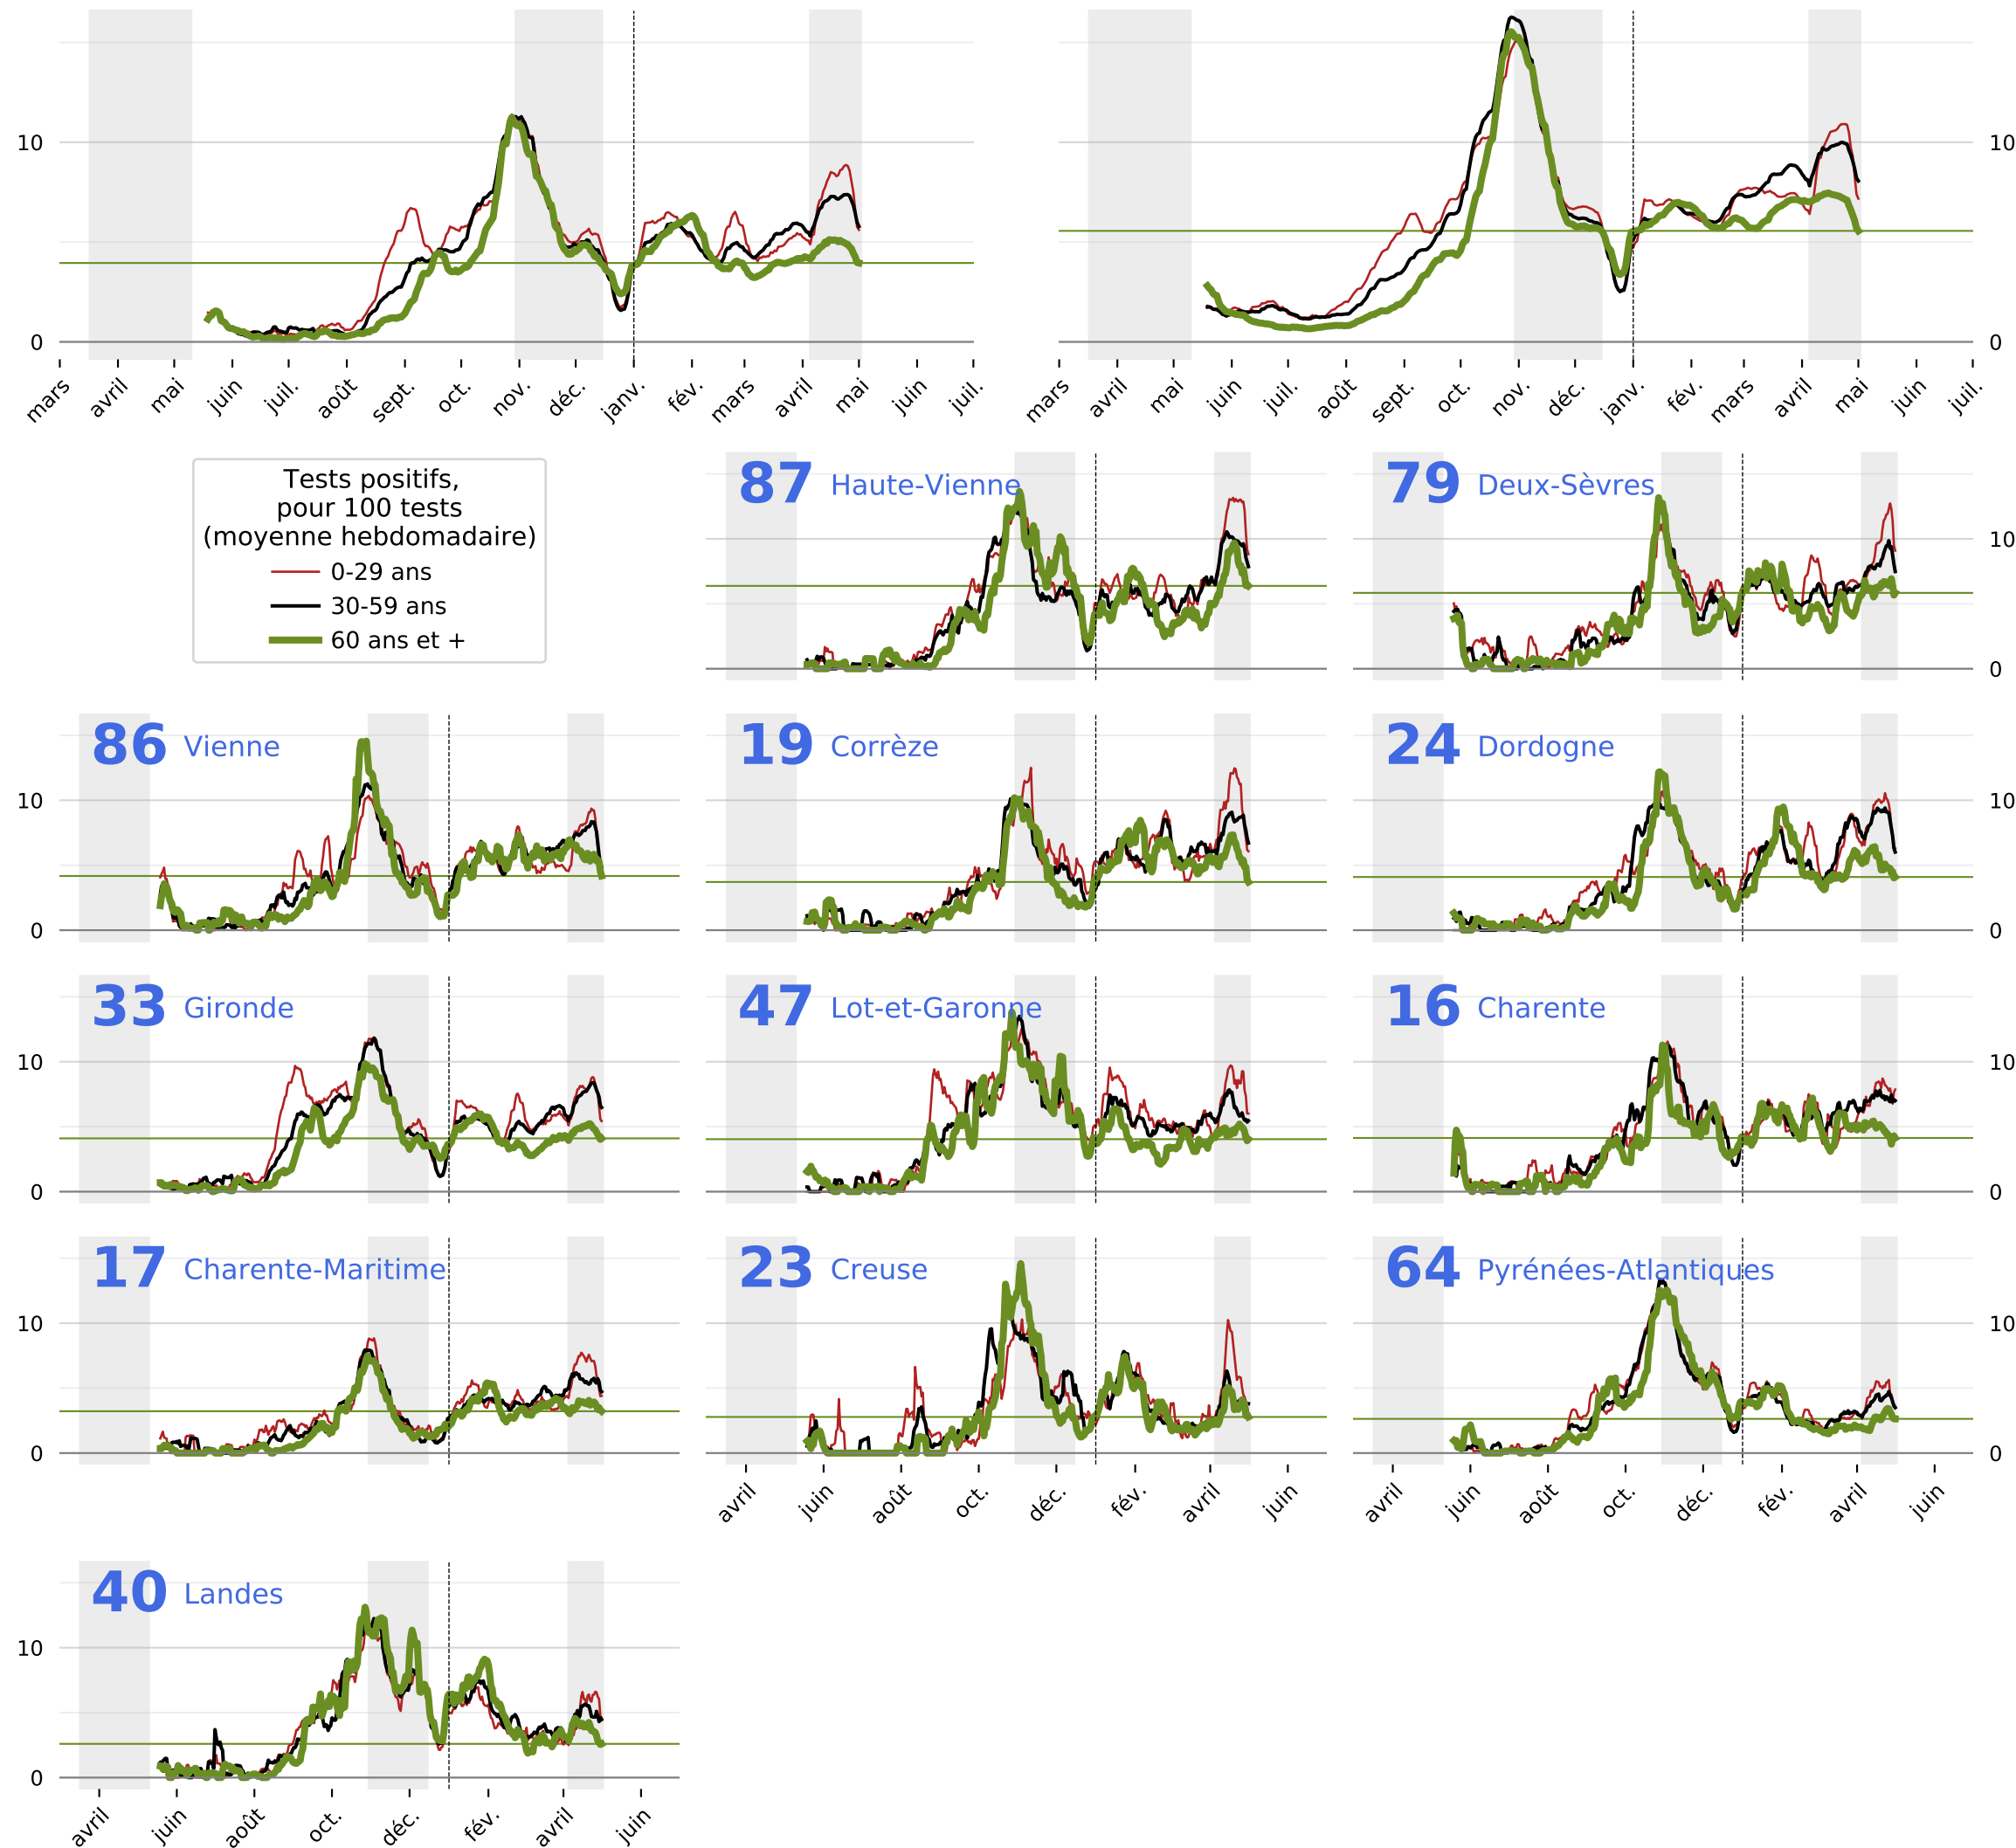 10 10
0 0
mars avril mai juin juil. août sept. oct. nov. déc. janv. fév. mars avril mai juin juil.
mars avril mai juin juil. août sept. oct. nov. déc. janv. fév. mars avril mai juin juil.
Tests positifs,
pour 100 tests
(moyenne hebdomadaire)
0-29 ans
30-59 ans
60 ans et +
87 Haute-Vienne
79 Deux-Sèvres
10
0
86 Vienne
19 Corrèze
24 Dordogne
10 10
0 0
33 Gironde
47 Lot-et-Garonne
16 Charente
10 10
0 0
17 Charente-Maritime
23 Creuse
64 Pyrénées-Atlantiques
10 10
0 0
avril juin août oct. déc. fév. avril juin
avril juin août oct. déc. fév. avril juin
40 Landes
10
0
avril juin août oct. déc. fév. avril juin